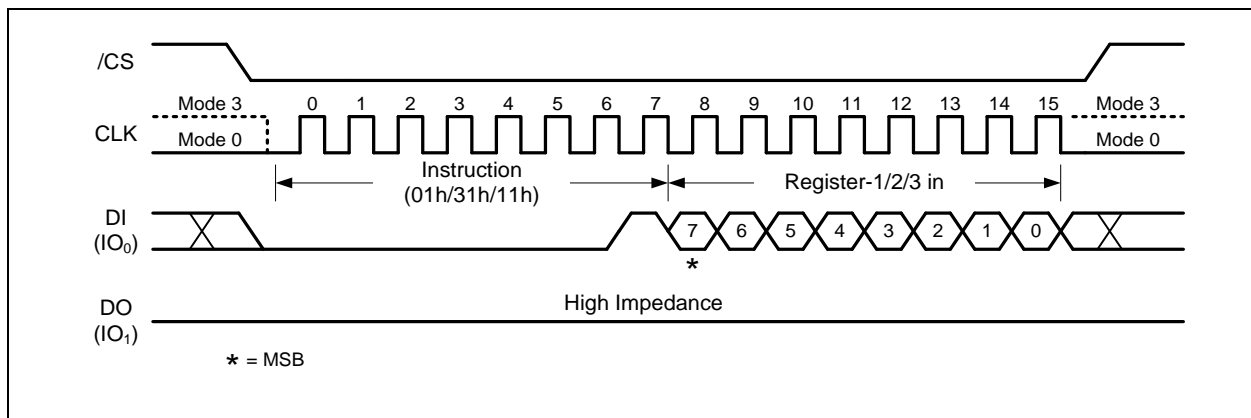 /CS
Mode 3 0 1 2 3 4 5 6 7 8 9 10 11 12 13 14 15 Mode 3
CLK
Mode 0 Mode 0
Instruction
(01h/31h/11h)
Register-1/2/3 in
DI
(IO₀)
7 6 5 4 3 2 1 0
*
High Impedance
DO
(IO₁)
* = MSB